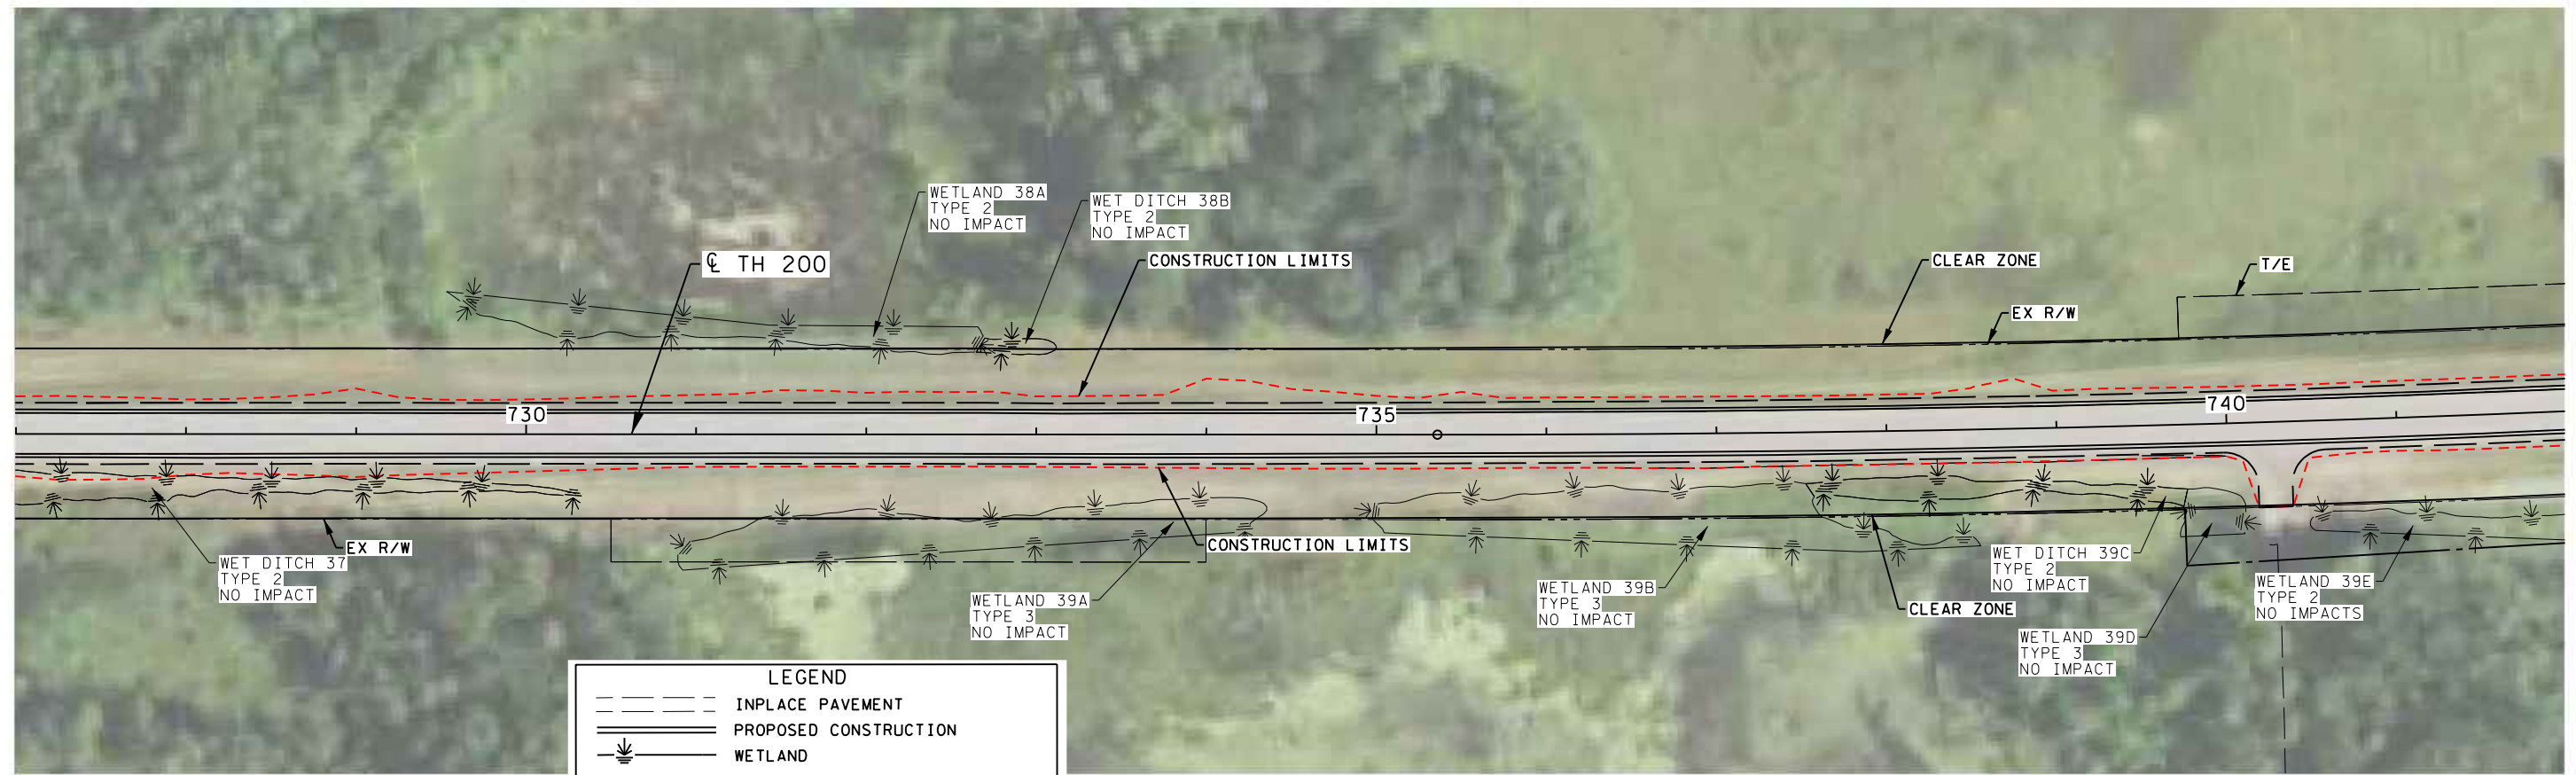 WETLAND 38A
TYPE 2
NO IMPACT
WET DITCH 38B
TYPE 2
NO IMPACT
℄ TH 200
CONSTRUCTION LIMITS
CLEAR ZONE
T/E
EX R/W
730
735
740
EX R/W
WET DITCH 37
TYPE 2
NO IMPACT
CONSTRUCTION LIMITS
WETLAND 39A
TYPE 3
NO IMPACT
WETLAND 39B
TYPE 3
NO IMPACT
CLEAR ZONE
WET DITCH 39C
TYPE 2
NO IMPACT
WETLAND 39D
TYPE 3
NO IMPACT
WETLAND 39E
TYPE 2
NO IMPACTS
LEGEND
INPLACE PAVEMENT
PROPOSED CONSTRUCTION
WETLAND